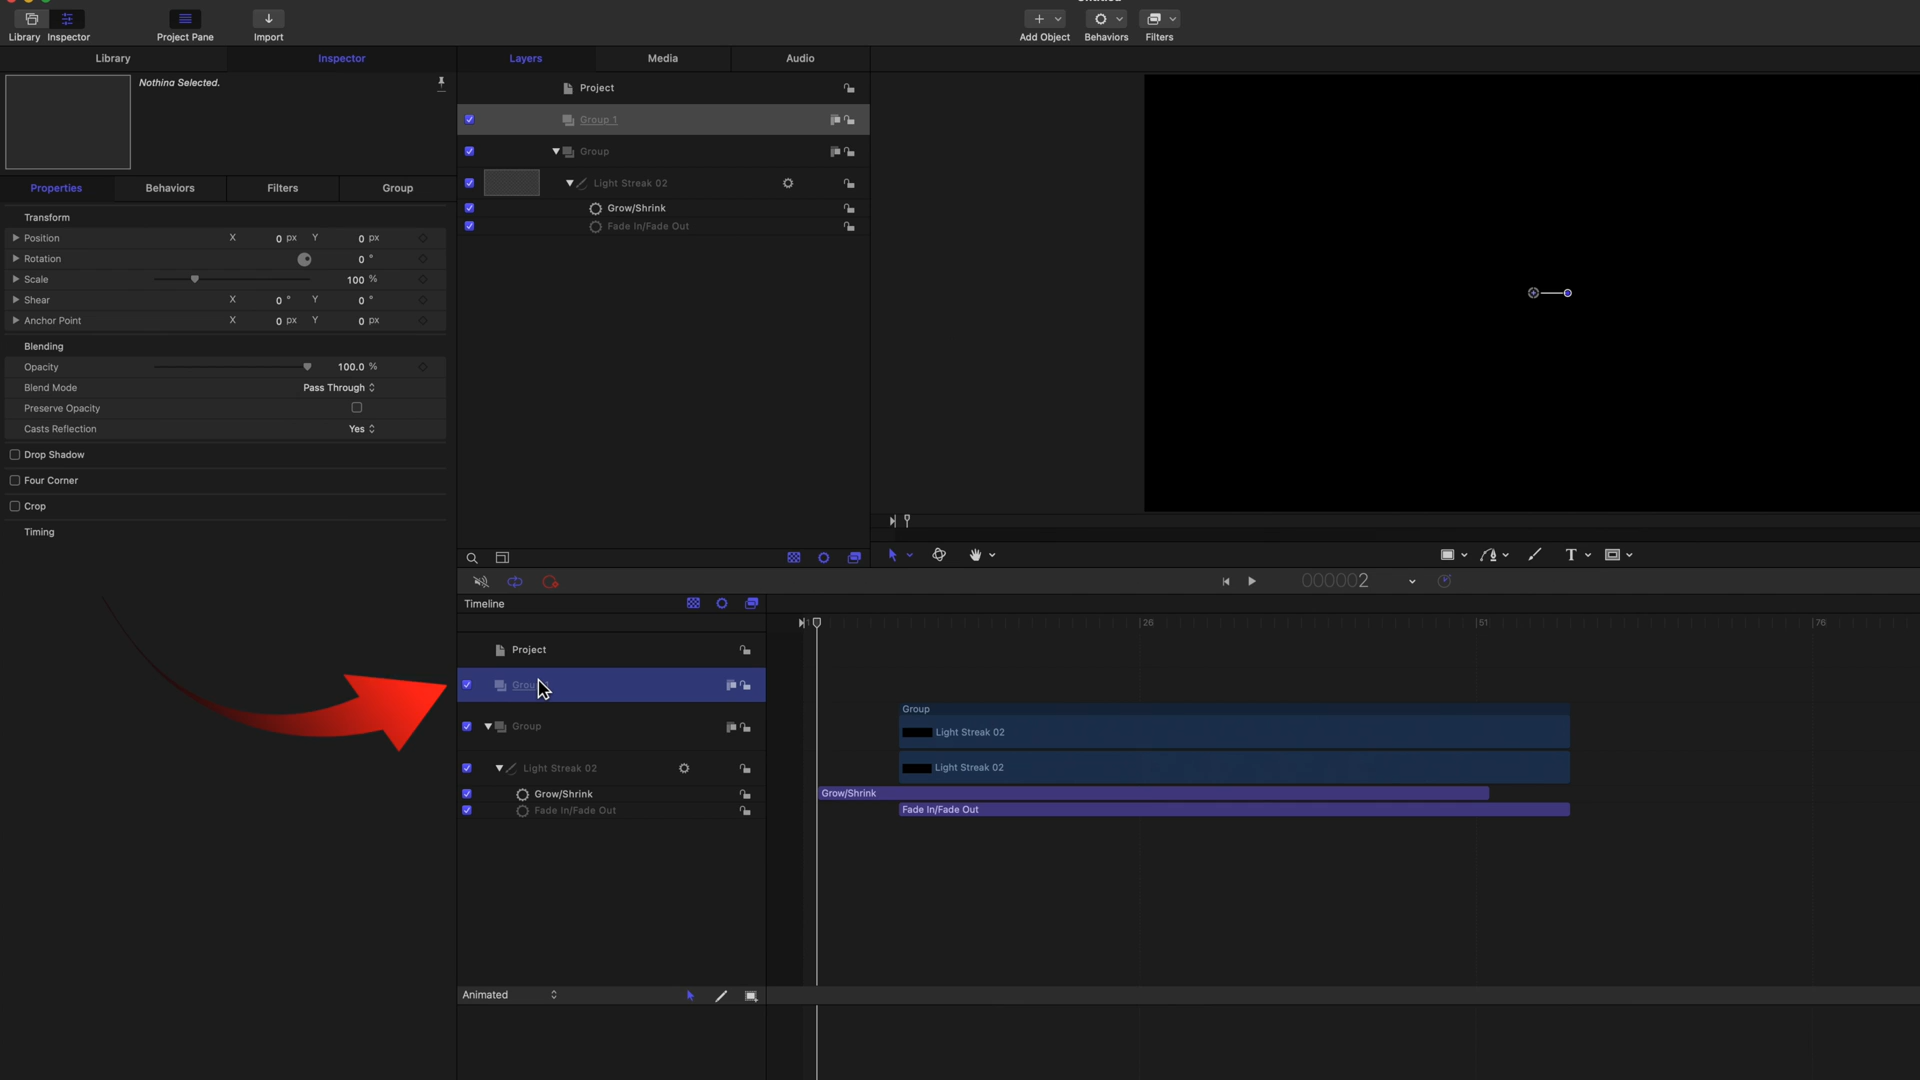 Untitled
Library Inspector Project Pane Import Add Object Behaviors Filters
Library Inspector Layers Media Audio
Nothing Selected.
Project
Group 1
Group
Light Streak 02
Grow/Shrink
Fade In/Fade Out
Properties Behaviors Filters Group
Transform
Position X 0 px Y 0 px
Rotation 0 °
Scale 100 %
Shear X 0 ° Y 0 °
Anchor Point X 0 px Y 0 px
Blending
Opacity 100.0 %
Blend Mode Pass Through
Preserve Opacity
Casts Reflection Yes
Drop Shadow
Four Corner
Crop
Timing
T
000002
Timeline
1 26 51 76
Project
Group
Light Streak 02
Grow/Shrink
Fade In/Fade Out
Group
Light Streak 02
Light Streak 02
Grow/Shrink
Fade In/Fade Out
Animated